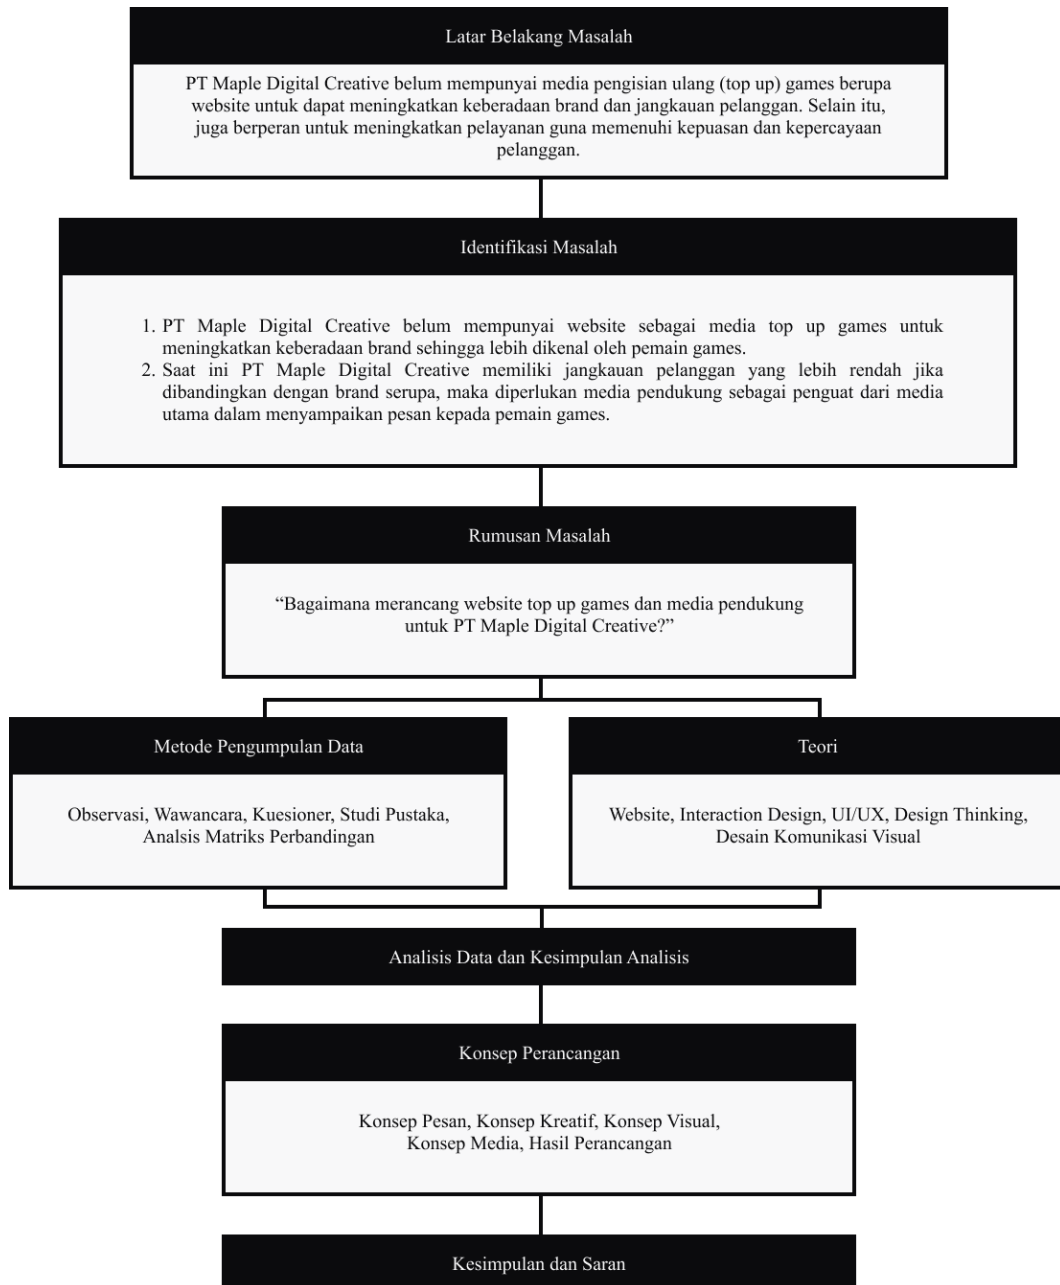 Latar Belakang Masalah
PT Maple Digital Creative belum mempunyai media pengisian ulang (top up) games berupa
website untuk dapat meningkatkan keberadaan brand dan jangkauan pelanggan. Selain itu,
juga berperan untuk meningkatkan pelayanan guna memenuhi kepuasan dan kepercayaan
pelanggan.
Identifikasi Masalah
1. PT Maple Digital Creative belum mempunyai website sebagai media top up games untuk
meningkatkan keberadaan brand sehingga lebih dikenal oleh pemain games.
2. Saat ini PT Maple Digital Creative memiliki jangkauan pelanggan yang lebih rendah jika
dibandingkan dengan brand serupa, maka diperlukan media pendukung sebagai penguat dari media
utama dalam menyampaikan pesan kepada pemain games.
Rumusan Masalah
“Bagaimana merancang website top up games dan media pendukung
untuk PT Maple Digital Creative?”
Metode Pengumpulan Data
Observasi, Wawancara, Kuesioner, Studi Pustaka,
Analsis Matriks Perbandingan
Teori
Website, Interaction Design, UI/UX, Design Thinking,
Desain Komunikasi Visual
Analisis Data dan Kesimpulan Analisis
Konsep Perancangan
Konsep Pesan, Konsep Kreatif, Konsep Visual,
Konsep Media, Hasil Perancangan
Kesimpulan dan Saran